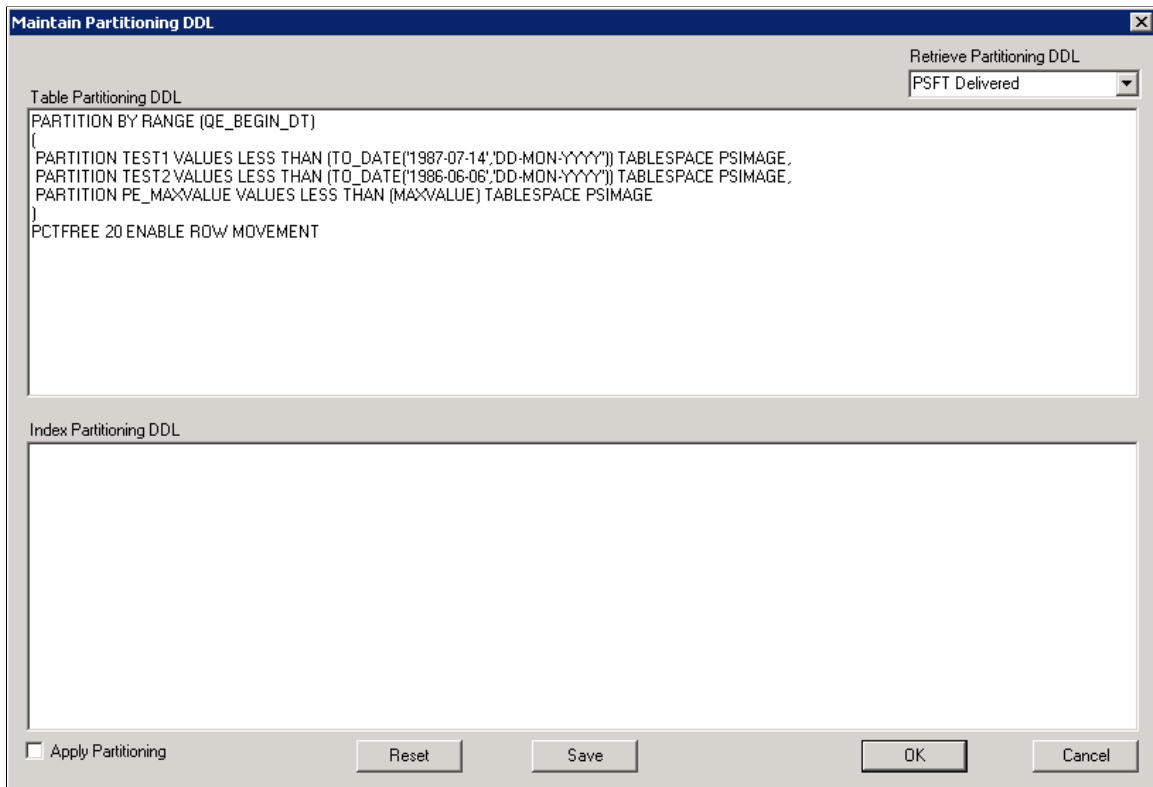 Maintain Partitioning DDL
Retrieve Partitioning DDL
PSFT Delivered
Table Partitioning DDL
PARTITION BY RANGE (QE_BEGIN_DT)
(
PARTITION TEST1 VALUES LESS THAN (TO_DATE('1987-07-14','DD-MON-YYYY')) TABLESPACE PSIMAGE,
PARTITION TEST2 VALUES LESS THAN (TO_DATE('1986-06-06','DD-MON-YYYY')) TABLESPACE PSIMAGE,
PARTITION PE_MAXVALUE VALUES LESS THAN (MAXVALUE) TABLESPACE PSIMAGE
)
PCTFREE 20 ENABLE ROW MOVEMENT
Index Partitioning DDL
Apply Partitioning
Reset
Save
OK
Cancel